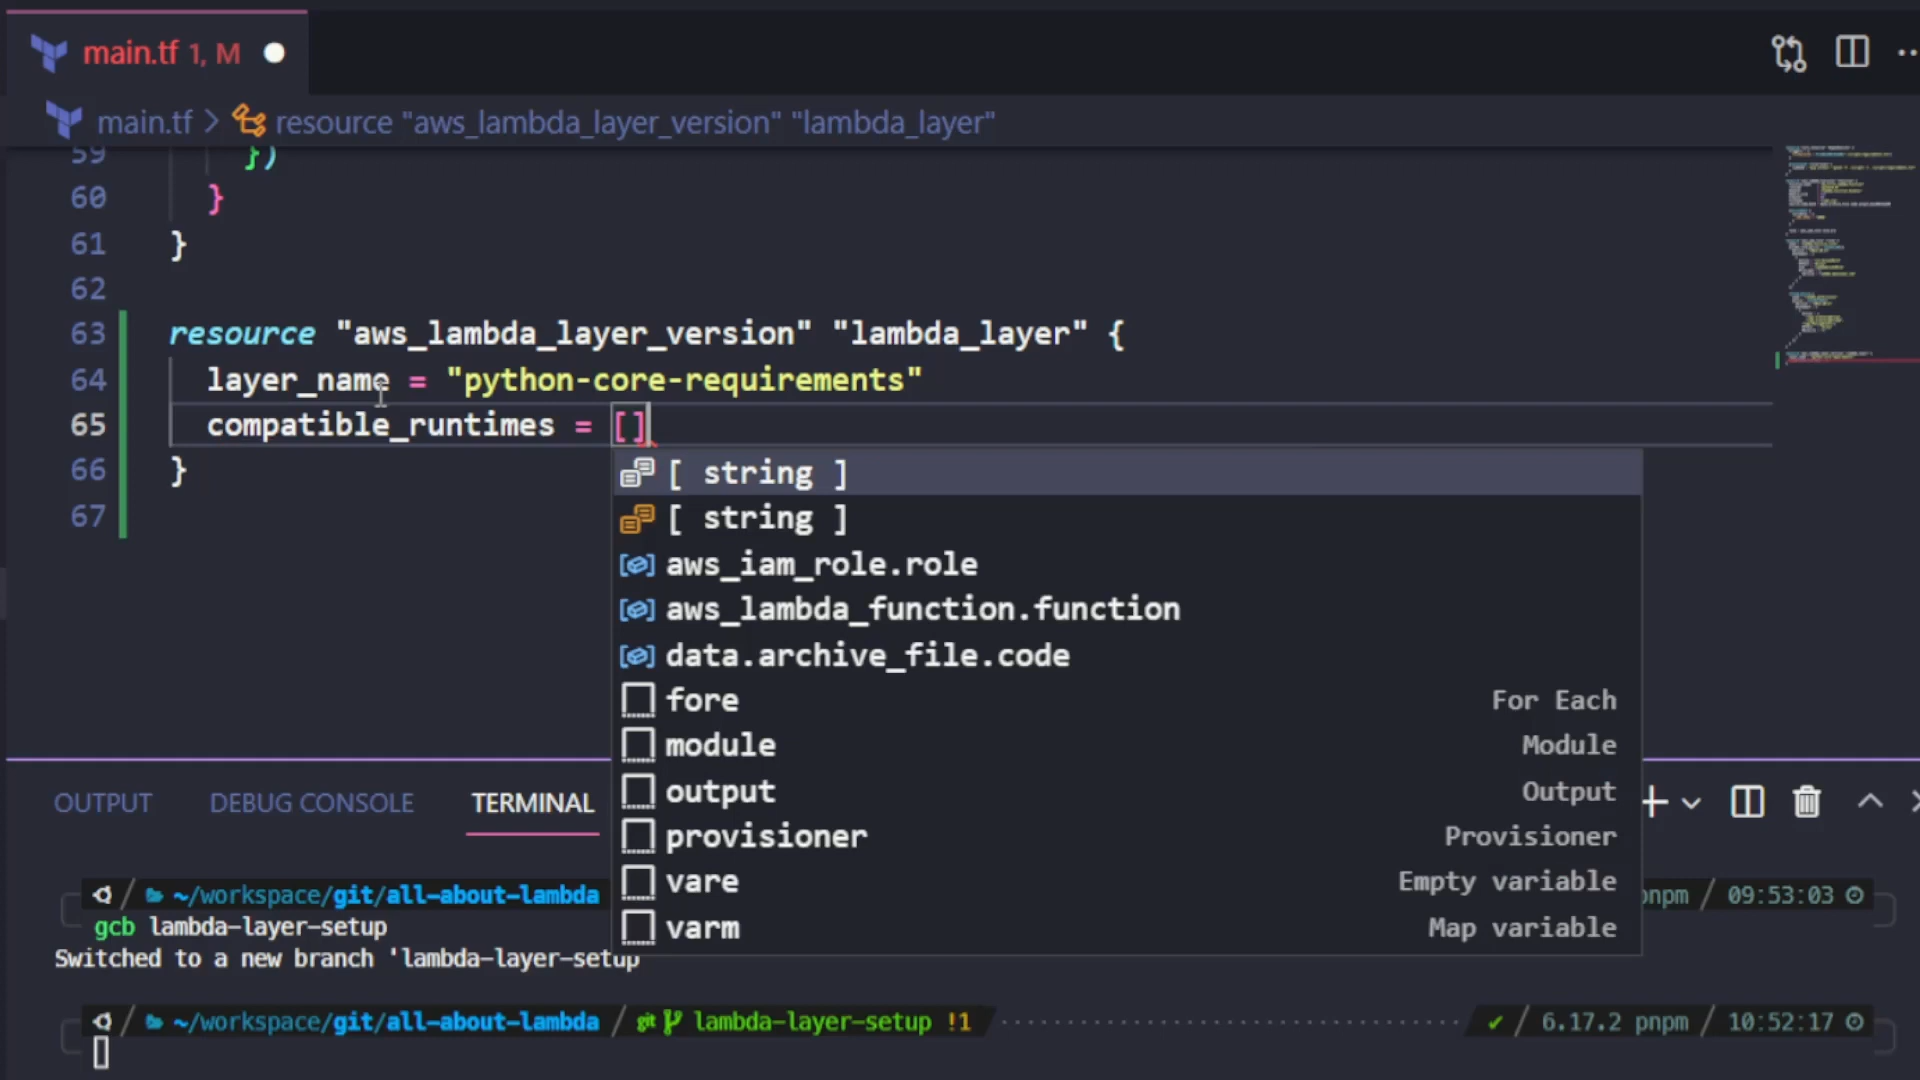 main.tf 1, M
main.tf > resource "aws_lambda_layer_version" "lambda_layer"
59 })
60 }
61 }
62
63 resource "aws_lambda_layer_version" "lambda_layer" {
64 layer_name = "python-core-requirements"
65 compatible_runtimes = []
66 }
67
[ string ]
[ string ]
aws_iam_role.role
aws_lambda_function.function
data.archive_file.code
fore For Each
module Module
output Output
provisioner Provisioner
vare Empty variable
varm Map variable
OUTPUT DEBUG CONSOLE TERMINAL
~/workspace/git/all-about-lambda pnpm / 09:53:03
gcb lambda-layer-setup
Switched to a new branch 'lambda-layer-setup
~/workspace/git/all-about-lambda / git lambda-layer-setup !1 ✓ / 6.17.2 pnpm / 10:52:17